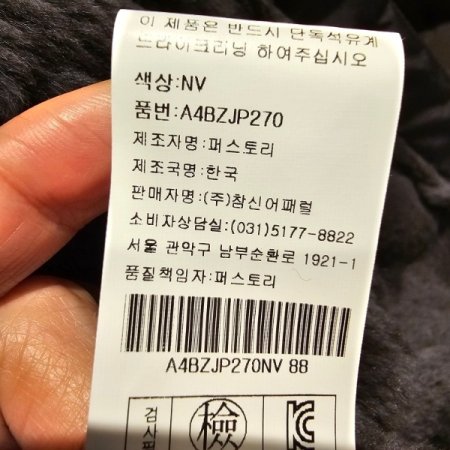 이 제품은 반드시 단독석유계
드라이크리닝 하여주십시오
색상:NV
품번:A4BZJP270
제조자명:퍼스토리
제조국명:한국
판매자명:(주)참신어패럴
소비자상담실:(031)5177-8822
서울 관악구 남부순환로 1921-1
품질책임자:퍼스토리
A4BZJP270NV 88
檢